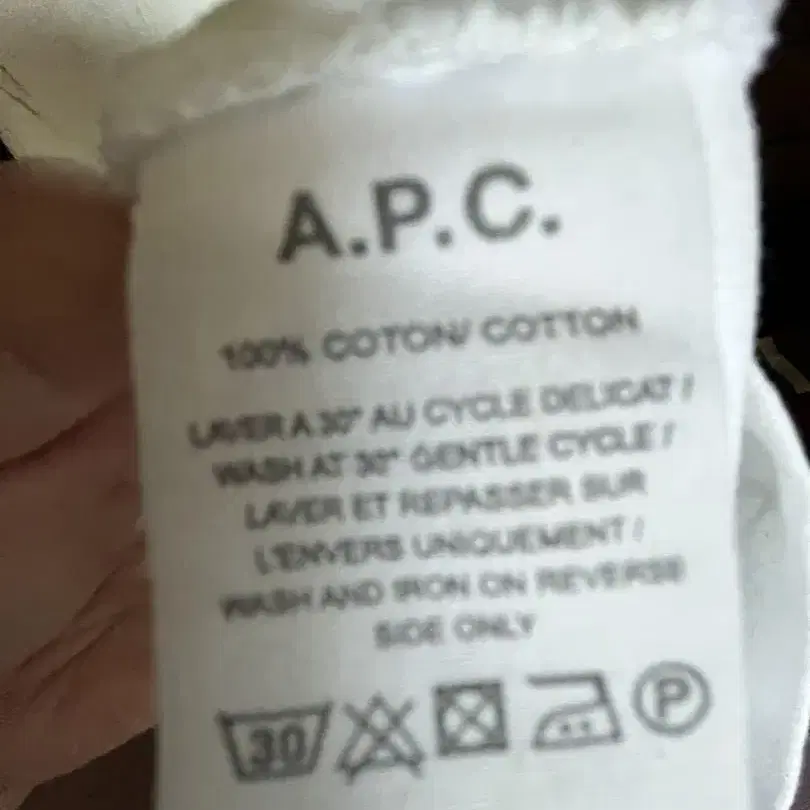 A.P.C.
100% COTON/ COTTON
LAVER A 30° AU CYCLE DELICAT /
WASH AT 30° GENTLE CYCLE /
LAVER ET REPASSER SUR
L'ENVERS UNIQUEMENT /
WASH AND IRON ON REVERSE
SIDE ONLY
30 P